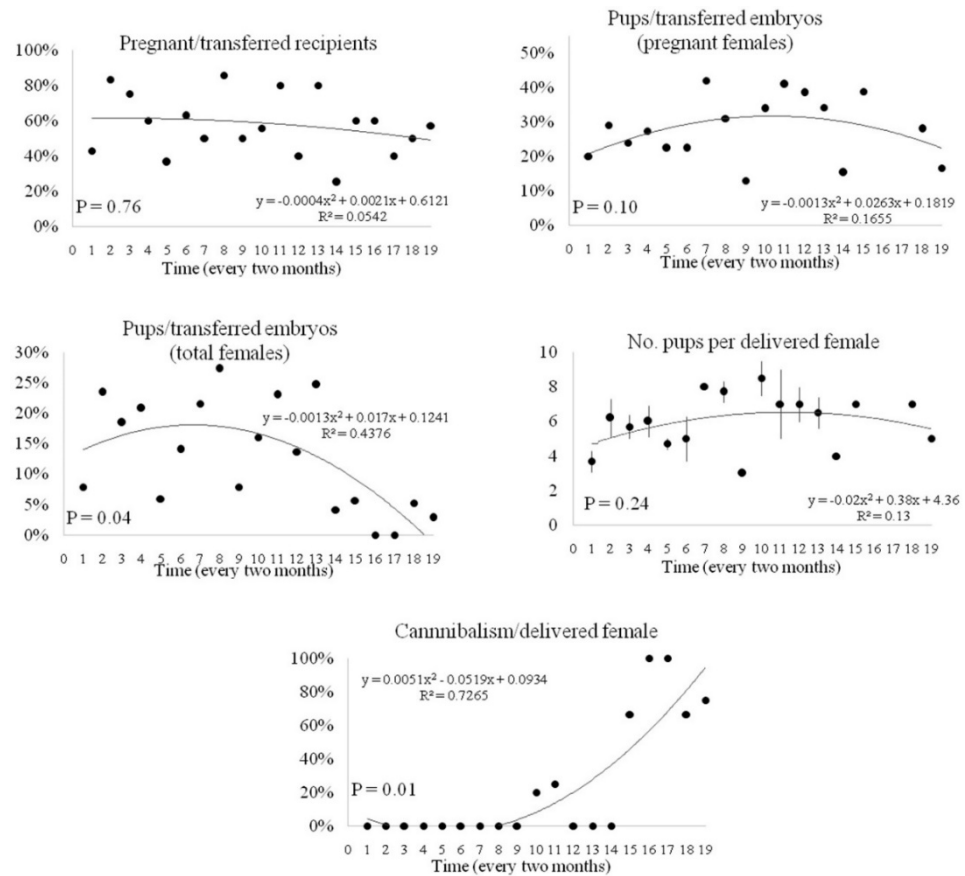 Pregnant/transferred recipients
100%
80%
60%
40%
20%
0%
P = 0.76
y = -0.0004x² + 0.0021x + 0.6121
R² = 0.0542
0 1 2 3 4 5 6 7 8 9 10 11 12 13 14 15 16 17 18 19
Time (every two months)
Pups/transferred embryos
(pregnant females)
50%
40%
30%
20%
10%
0%
P = 0.10
y = -0.0013x² + 0.0263x + 0.1819
R² = 0.1655
0 1 2 3 4 5 6 7 8 9 10 11 12 13 14 15 16 17 18 19
Time (every two months)
Pups/transferred embryos
(total females)
30%
25%
20%
15%
10%
5%
0%
y = -0.0013x² + 0.017x + 0.1241
R² = 0.4376
P = 0.04
0 1 2 3 4 5 6 7 8 9 10 11 12 13 14 15 16 17 18 19
Time (every two months)
No. pups per delivered female
10
8
6
4
2
0
P = 0.24
y = -0.02x² + 0.38x + 4.36
R² = 0.13
0 1 2 3 4 5 6 7 8 9 10 11 12 13 14 15 16 17 18 19
Time (every two months)
Cannnibalism/delivered female
100%
80%
60%
40%
20%
0%
y = 0.0051x² - 0.0519x + 0.0934
R² = 0.7265
P = 0.01
0 1 2 3 4 5 6 7 8 9 10 11 12 13 14 15 16 17 18 19
Time (every two months)